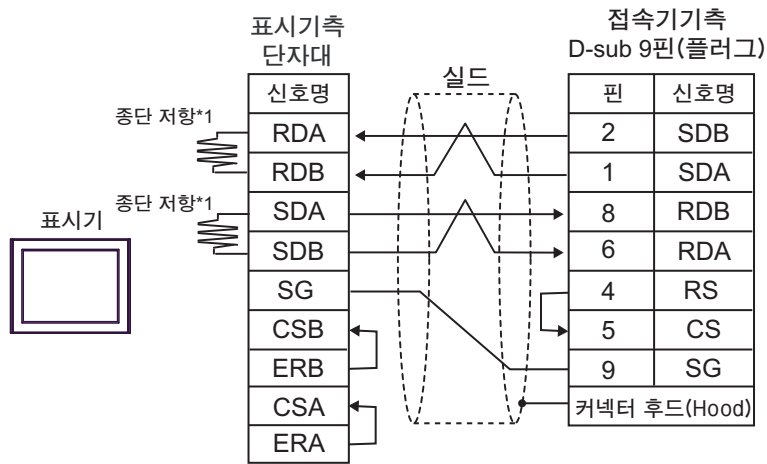 표시기측
단자대
접속기기측
D-sub 9핀(플러그)
실드
종단 저항*1
종단 저항*1
표시기
신호명
RDA
RDB
SDA
SDB
SG
CSB
ERB
CSA
ERA
핀 신호명
2 SDB
1 SDA
8 RDB
6 RDA
4 RS
5 CS
9 SG
커넥터 후드(Hood)